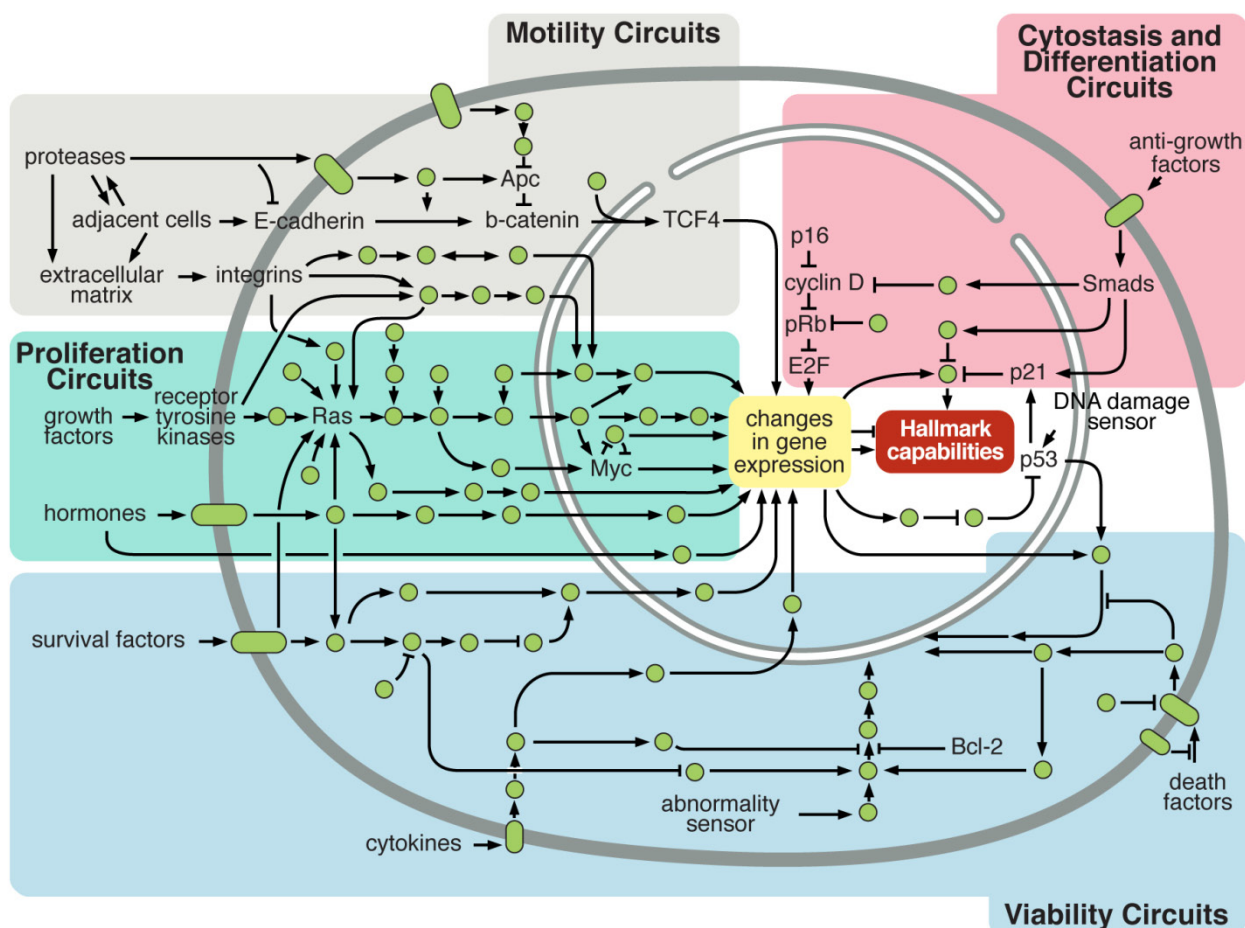 Motility Circuits
Cytostasis and
Differentiation
Circuits
proteases
Apc
anti-growth
factors
adjacent cells
E-cadherin
b-catenin
TCF4
p16
extracellular
matrix
integrins
cyclin D
Smads
pRb
E2F
p21
Proliferation
Circuits
growth
factors
receptor
tyrosine
kinases
Ras
Myc
changes
in gene
expression
Hallmark
capabilities
DNA damage
sensor
p53
hormones
survival factors
Bcl-2
abnormality
sensor
death
factors
cytokines
Viability Circuits